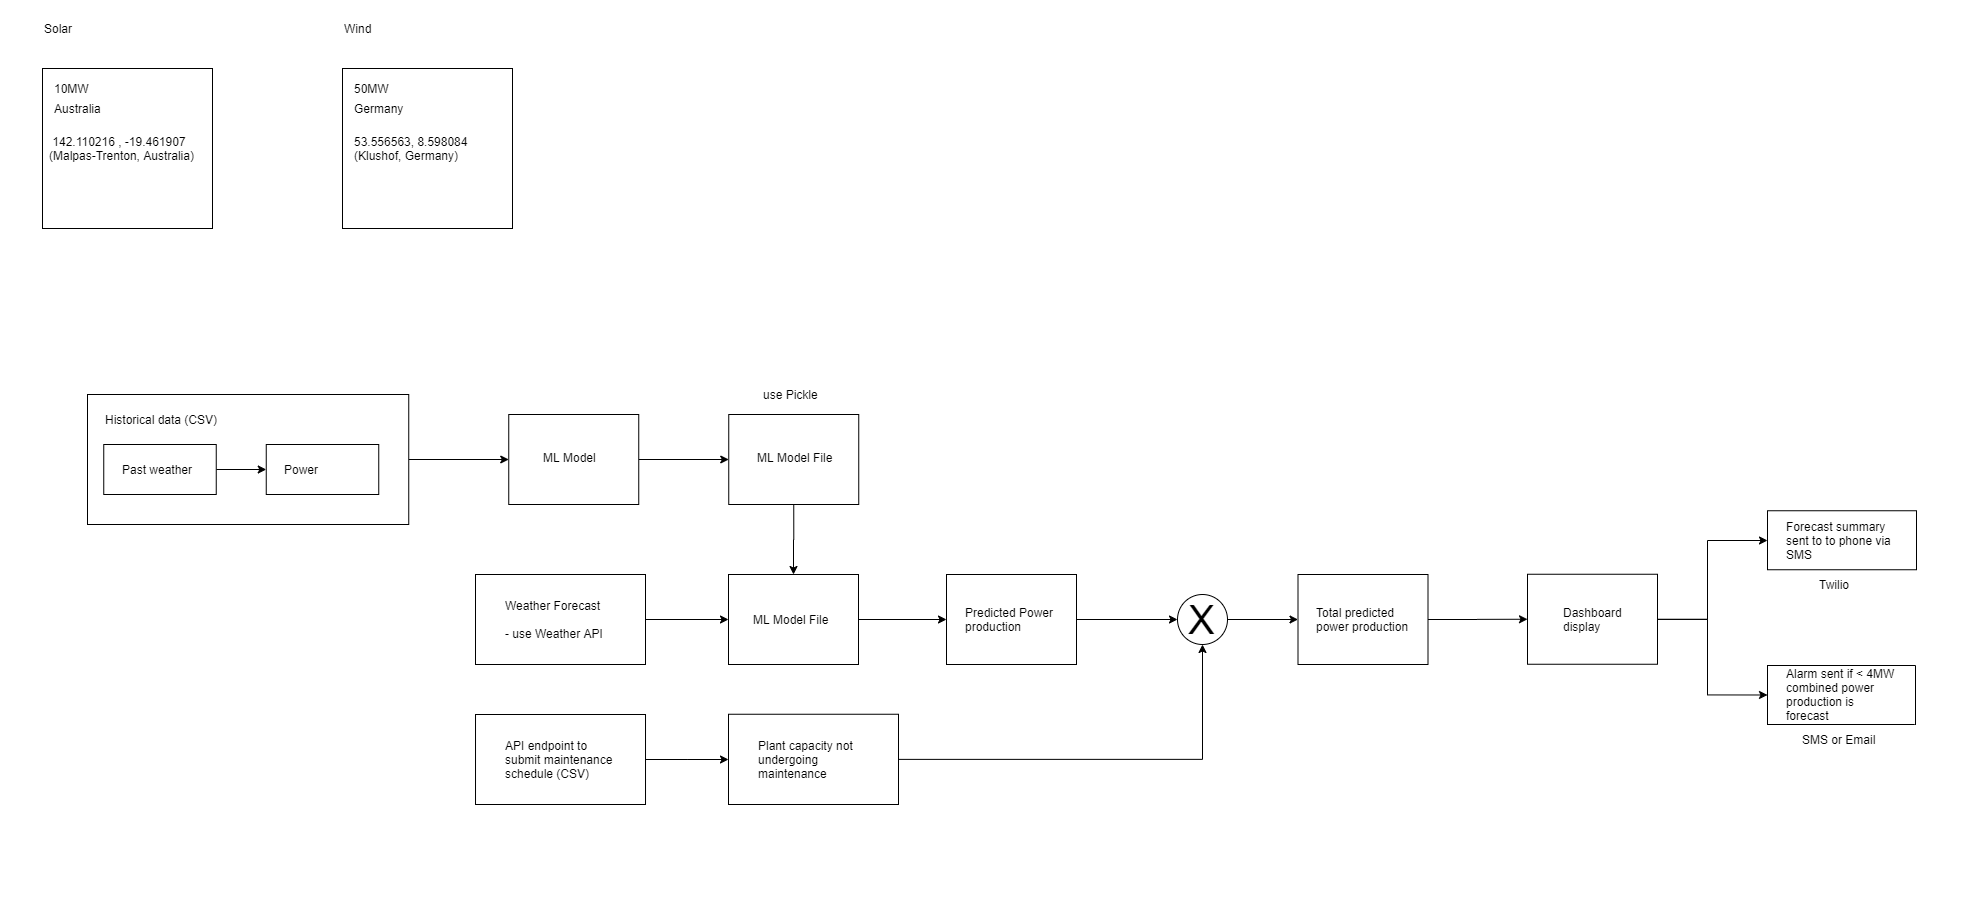 Solar
Wind
10MW
Australia
142.110216 , -19.461907
(Malpas-Trenton, Australia)
50MW
Germany
53.556563, 8.598084
(Klushof, Germany)
Historical data (CSV)
Past weather
Power
ML Model
use Pickle
ML Model File
Weather Forecast
- use Weather API
ML Model File
Predicted Power
production
X
Total predicted
power production
Dashboard
display
Forecast summary
sent to to phone via
SMS
Twilio
Alarm sent if < 4MW
combined power
production is
forecast
SMS or Email
API endpoint to
submit maintenance
schedule (CSV)
Plant capacity not
undergoing
maintenance